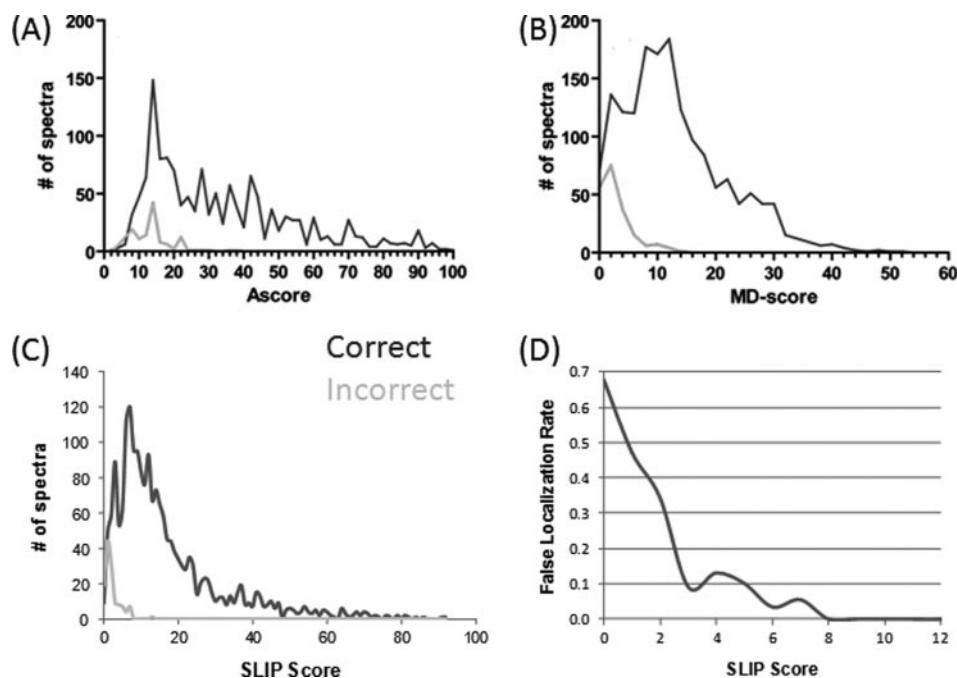 (A)
200
150
100
50
0
# of spectra
0 10 20 30 40 50 60 70 80 90 100
Ascore
(B)
200
150
100
50
0
# of spectra
0 10 20 30 40 50 60
MD-score
(C)
Correct
Incorrect
140
120
100
80
60
40
20
0
# of spectra
0 20 40 60 80 100
SLIP Score
(D)
0.7
0.6
0.5
0.4
0.3
0.2
0.1
0.0
False Localization Rate
0 2 4 6 8 10 12
SLIP Score